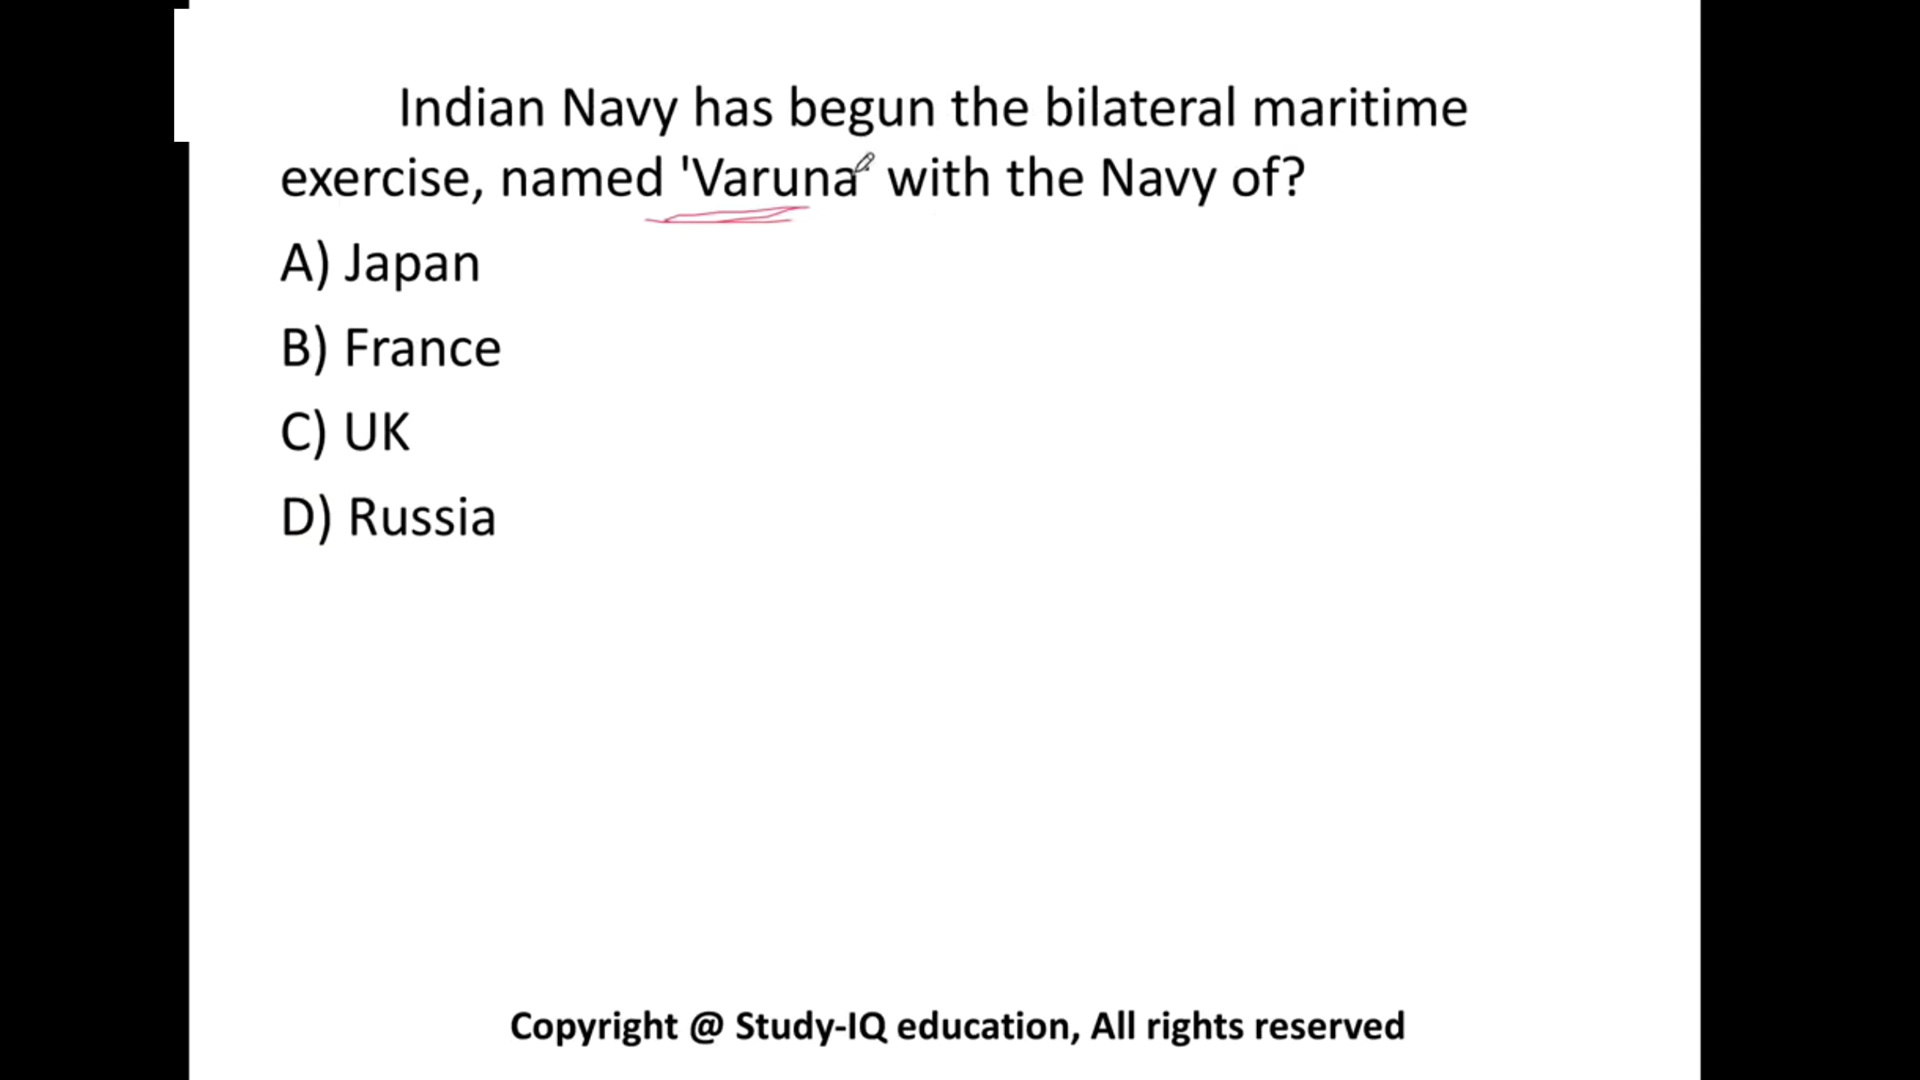 Indian Navy has begun the bilateral maritime
exercise, named 'Varuna' with the Navy of?
A) Japan
B) France
C) UK
D) Russia
Copyright @ Study-IQ education, All rights reserved